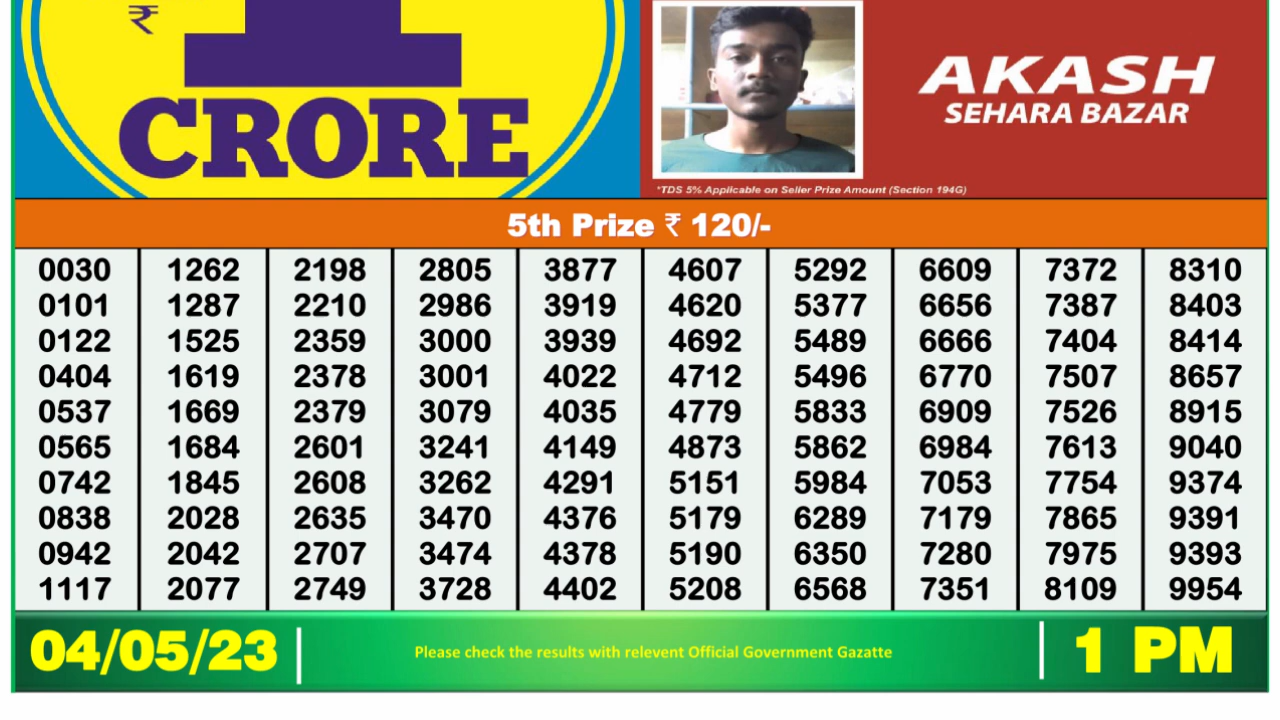 ₹
1
CRORE
AKASH
SEHARA BAZAR
*TDS 5% Applicable on Seller Prize Amount (Section 194G)
5th Prize ₹ 120/-
0030 1262 2198 2805 3877 4607 5292 6609 7372 8310
0101 1287 2210 2986 3919 4620 5377 6656 7387 8403
0122 1525 2359 3000 3939 4692 5489 6666 7404 8414
0404 1619 2378 3001 4022 4712 5496 6770 7507 8657
0537 1669 2379 3079 4035 4779 5833 6909 7526 8915
0565 1684 2601 3241 4149 4873 5862 6984 7613 9040
0742 1845 2608 3262 4291 5151 5984 7053 7754 9374
0838 2028 2635 3470 4376 5179 6289 7179 7865 9391
0942 2042 2707 3474 4378 5190 6350 7280 7975 9393
1117 2077 2749 3728 4402 5208 6568 7351 8109 9954
04/05/23
Please check the results with relevent Official Government Gazatte
1 PM